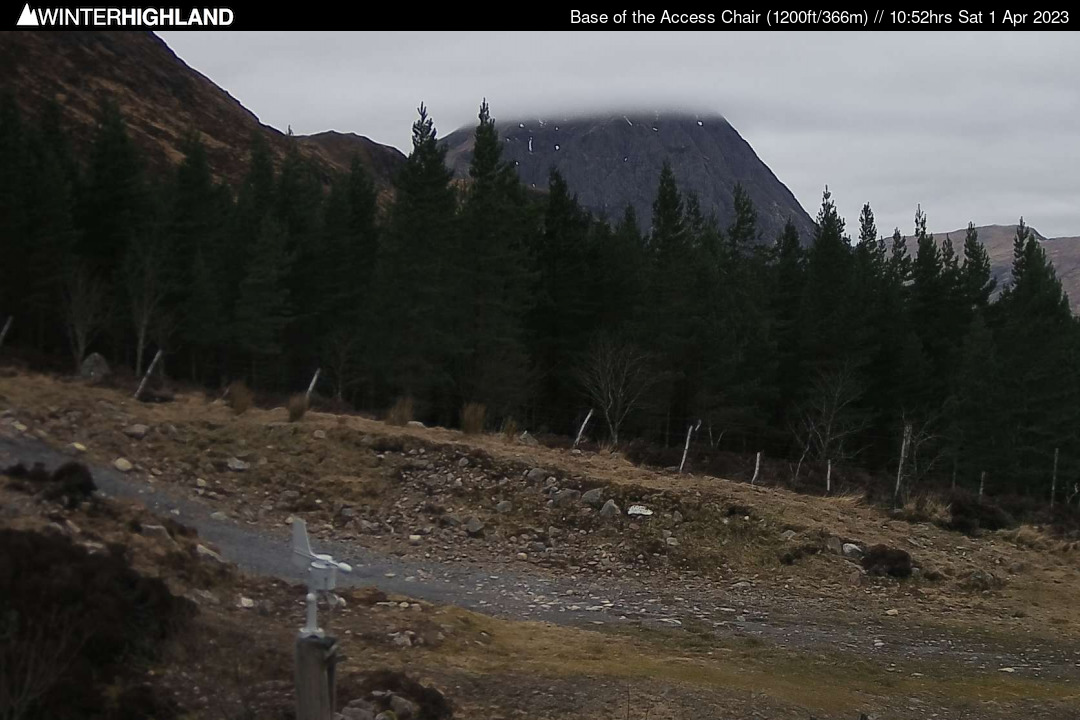 WINTERHIGHLAND
Base of the Access Chair (1200ft/366m) // 10:52hrs Sat 1 Apr 2023